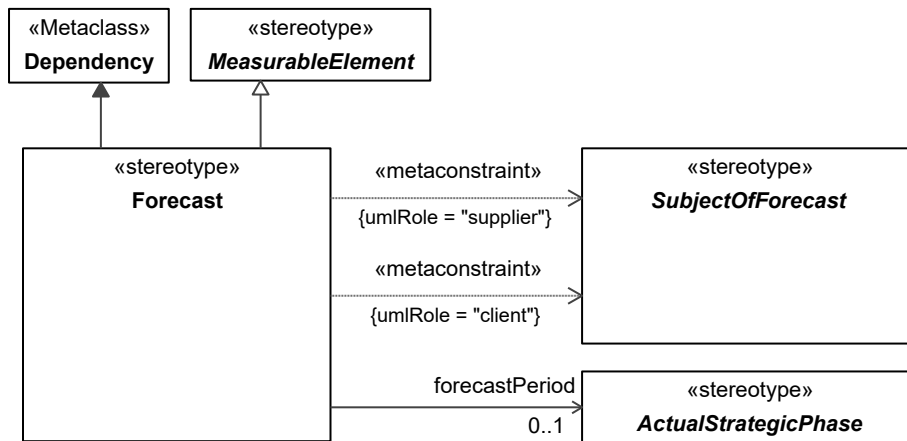 «Metaclass»
Dependency
«stereotype»
MeasurableElement
«stereotype»
Forecast
«metaconstraint»
{umlRole = "supplier"}
«metaconstraint»
{umlRole = "client"}
«stereotype»
SubjectOfForecast
forecastPeriod
0..1
«stereotype»
ActualStrategicPhase